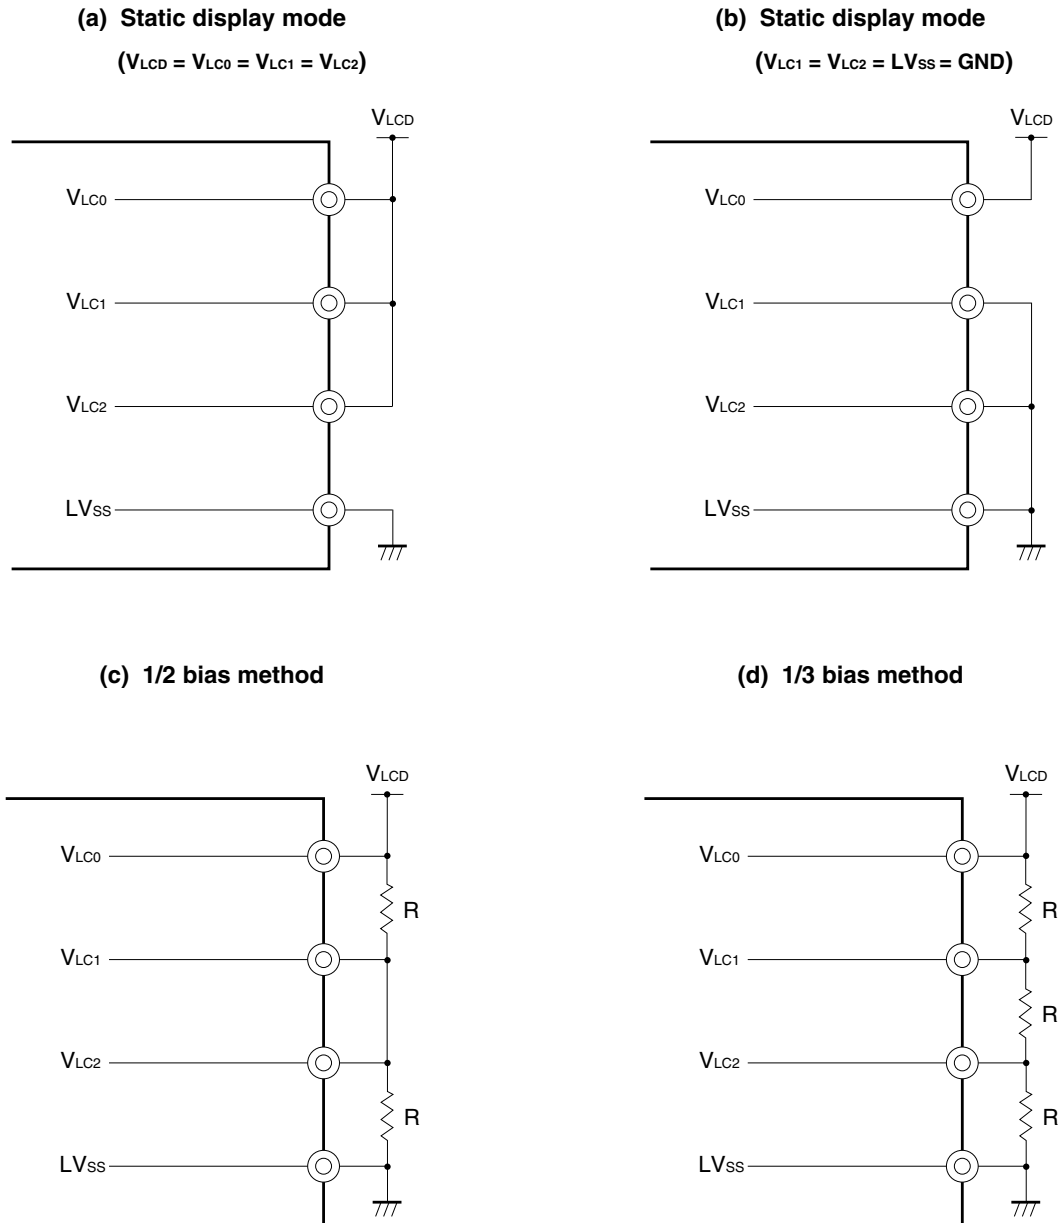 (a) Static display mode
(VLCD = VLC0 = VLC1 = VLC2)
VLCD
VLC0
VLC1
VLC2
LVSS
(b) Static display mode
(VLC1 = VLC2 = LVSS = GND)
VLCD
VLC0
VLC1
VLC2
LVSS
(c) 1/2 bias method
VLCD
VLC0
R
VLC1
VLC2
R
LVSS
(d) 1/3 bias method
VLCD
VLC0
R
VLC1
R
VLC2
R
LVSS